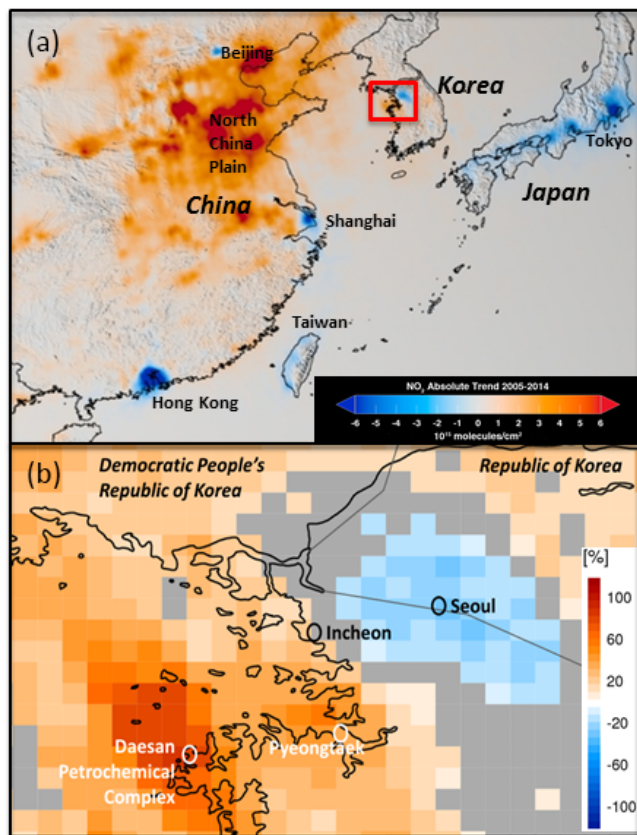 (a)
Beijing
Korea
North
China
Plain
Tokyo
China
Japan
Shanghai
Taiwan
Hong Kong
NO₂ Absolute Trend 2005-2014
-6 -5 -4 -3 -2 -1 0 1 2 3 4 5 6
10¹⁵ molecules/cm²
(b)
Democratic People's
Republic of Korea
Republic of Korea
[%]
100
60
20
-20
-60
-100
Seoul
Incheon
Daesan
Petrochemical
Complex
Pyeongtaek